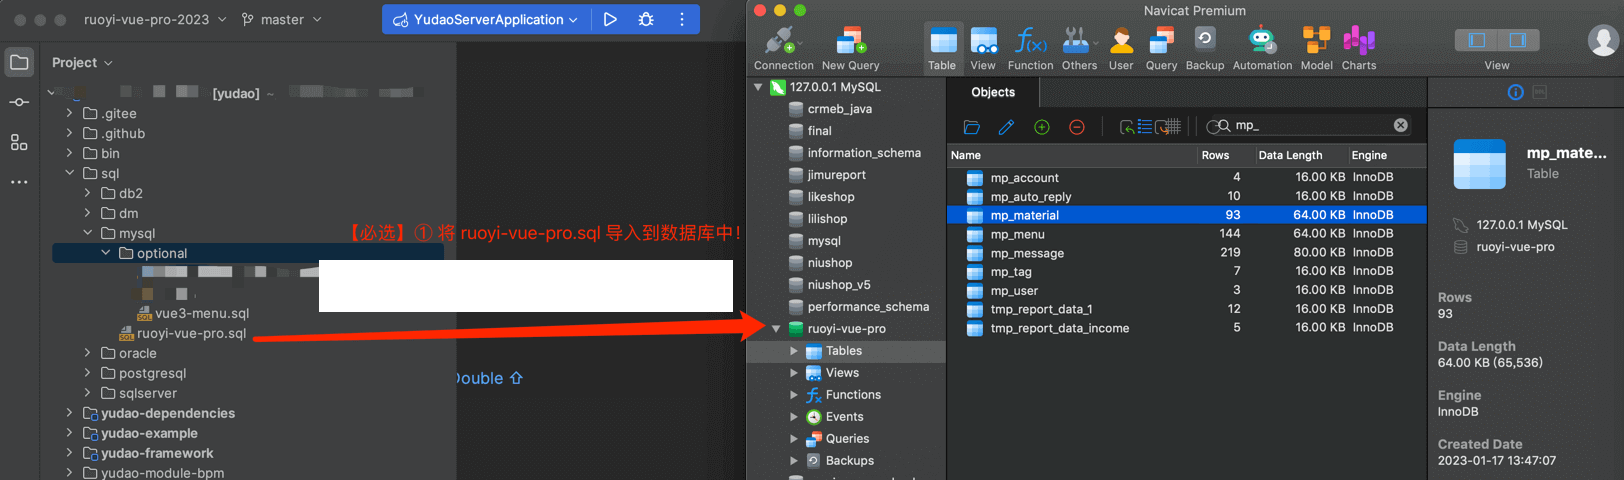 ruoyi-vue-pro-2023
master
YudaoServerApplication
Project
[yudao] ~
.gitee
.github
bin
sql
db2
dm
mysql
optional
vue3-menu.sql
ruoyi-vue-pro.sql
oracle
postgresql
sqlserver
yudao-dependencies
yudao-example
yudao-framework
yudao-module-bpm
【必选】① 将 ruoyi-vue-pro.sql 导入到数据库中!
Double ⇧
Navicat Premium
Connection
New Query
Table
View
Function
Others
User
Query
Backup
Automation
Model
Charts
View
127.0.0.1 MySQL
crmeb_java
final
information_schema
jimureport
likeshop
lilishop
mysql
niushop
niushop_v5
performance_schema
ruoyi-vue-pro
Tables
Views
Functions
Events
Queries
Backups
Objects
mp_
Name Rows Data Length Engine
mp_account 4 16.00 KB InnoDB
mp_auto_reply 10 16.00 KB InnoDB
mp_material 93 64.00 KB InnoDB
mp_menu 144 64.00 KB InnoDB
mp_message 219 80.00 KB InnoDB
mp_tag 7 16.00 KB InnoDB
mp_user 3 16.00 KB InnoDB
tmp_report_data_1 12 16.00 KB InnoDB
tmp_report_data_income 5 16.00 KB InnoDB
mp_mate...
Table
127.0.0.1 MySQL
ruoyi-vue-pro
Rows
93
Data Length
64.00 KB (65,536)
Engine
InnoDB
Created Date
2023-01-17 13:47:07